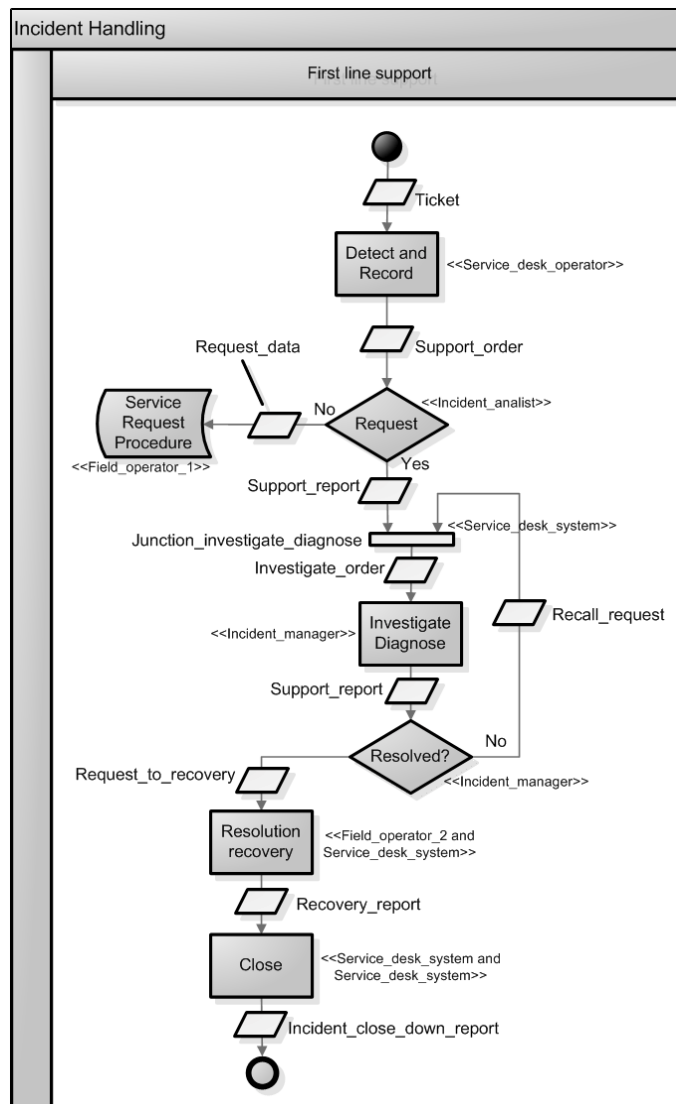 Incident Handling
First line support
Ticket
Detect and
Record
<<Service_desk_operator>>
Support_order
Request_data
<<Incident_analist>>
Service
Request
Procedure
No
Request
<<Field_operator_1>>
Yes
Support_report
<<Service_desk_system>>
Junction_investigate_diagnose
Investigate_order
Recall_request
<<Incident_manager>>
Investigate
Diagnose
Support_report
Resolved?
No
Request_to_recovery
<<Incident_manager>>
Resolution
recovery
<<Field_operator_2 and
Service_desk_system>>
Recovery_report
Close
<<Service_desk_system and
Service_desk_system>>
Incident_close_down_report